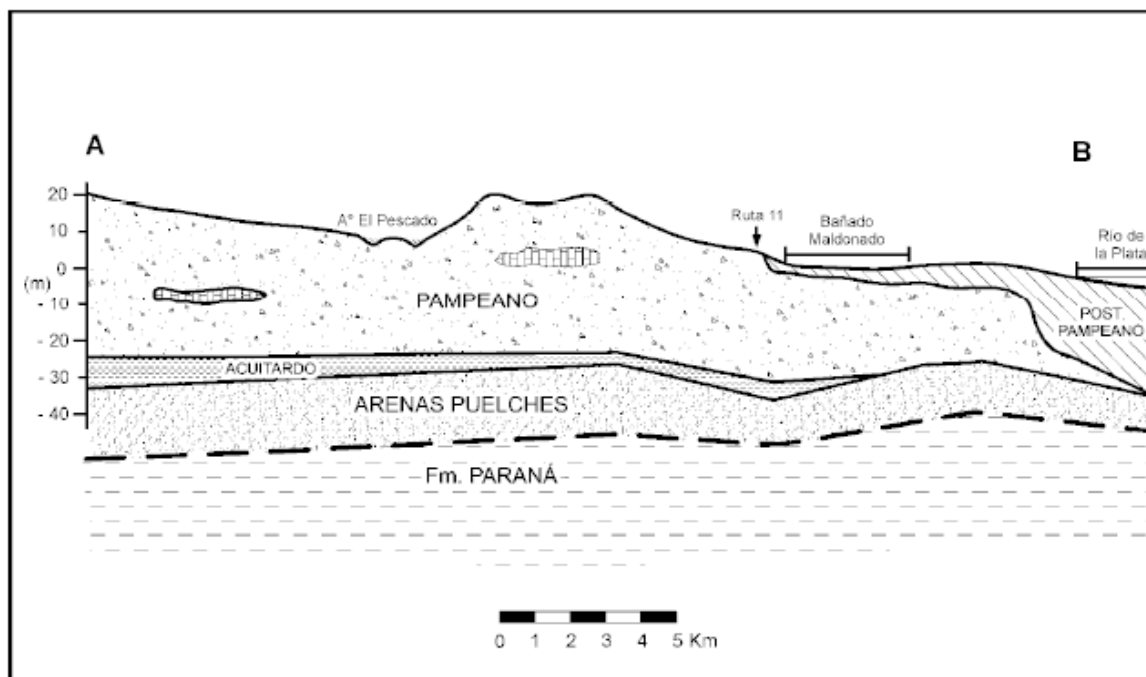 A
B
20
10
0
(m)
- 10
- 20
- 30
- 40
Aº El Pescado
Ruta 11
Bañado
Maldonado
Río de
la Plata
PAMPEANO
POST
PAMPEANO
ACUITARDO
ARENAS PUELCHES
Fm. PARANÁ
0 1 2 3 4 5 Km